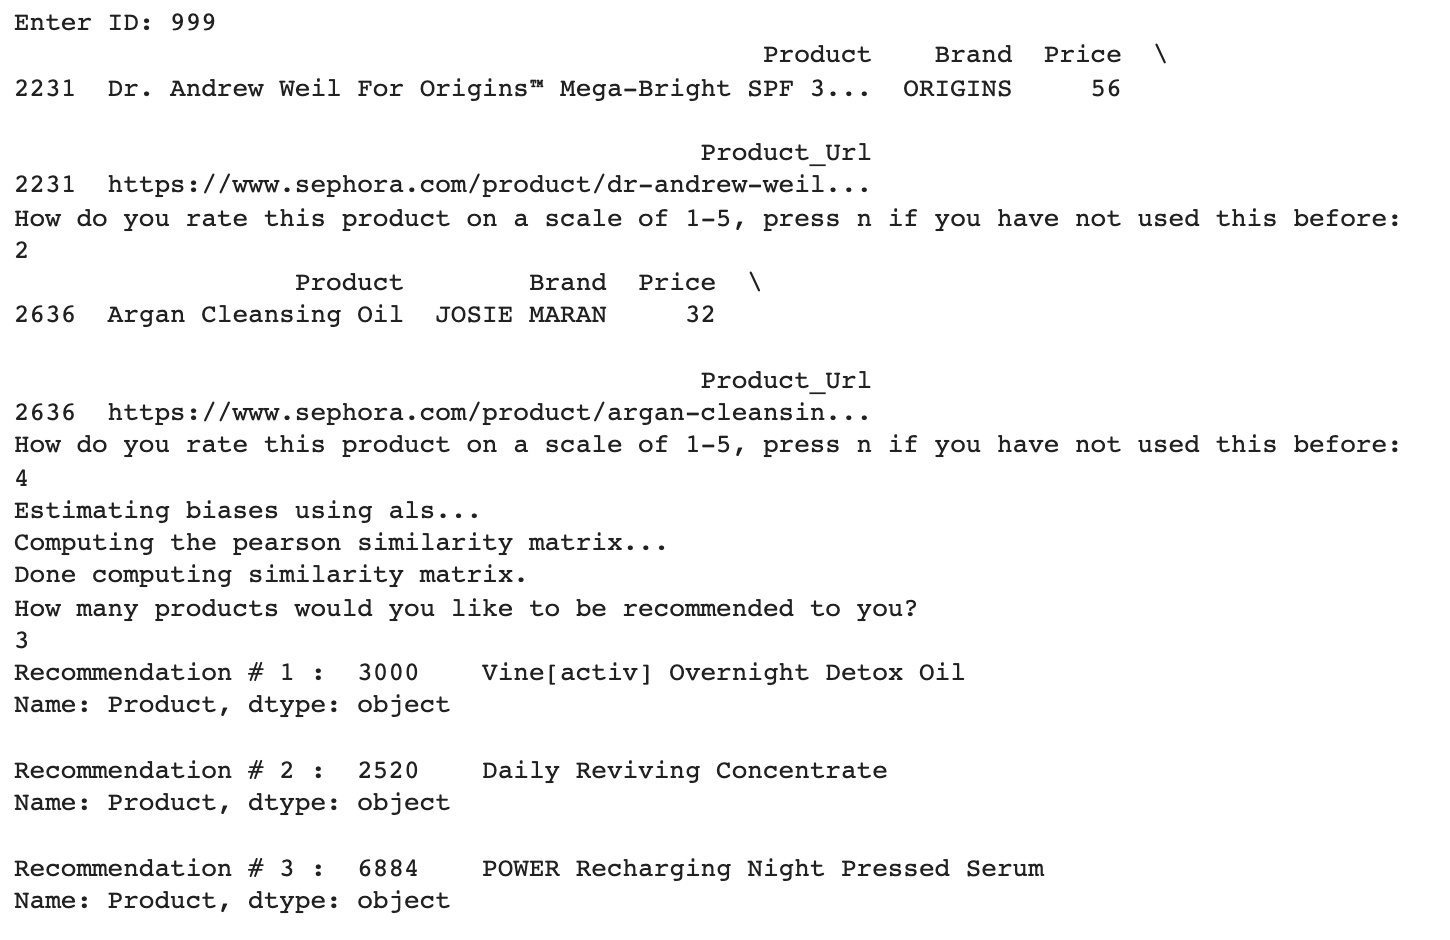 Enter ID: 999
Product Brand Price \
2231 Dr. Andrew Weil For Origins™ Mega-Bright SPF 3... ORIGINS 56
Product_Url
2231 https://www.sephora.com/product/dr-andrew-weil...
How do you rate this product on a scale of 1-5, press n if you have not used this before:
2
Product Brand Price \
2636 Argan Cleansing Oil JOSIE MARAN 32
Product_Url
2636 https://www.sephora.com/product/argan-cleansin...
How do you rate this product on a scale of 1-5, press n if you have not used this before:
4
Estimating biases using als...
Computing the pearson similarity matrix...
Done computing similarity matrix.
How many products would you like to be recommended to you?
3
Recommendation # 1 : 3000 Vine[activ] Overnight Detox Oil
Name: Product, dtype: object
Recommendation # 2 : 2520 Daily Reviving Concentrate
Name: Product, dtype: object
Recommendation # 3 : 6884 POWER Recharging Night Pressed Serum
Name: Product, dtype: object